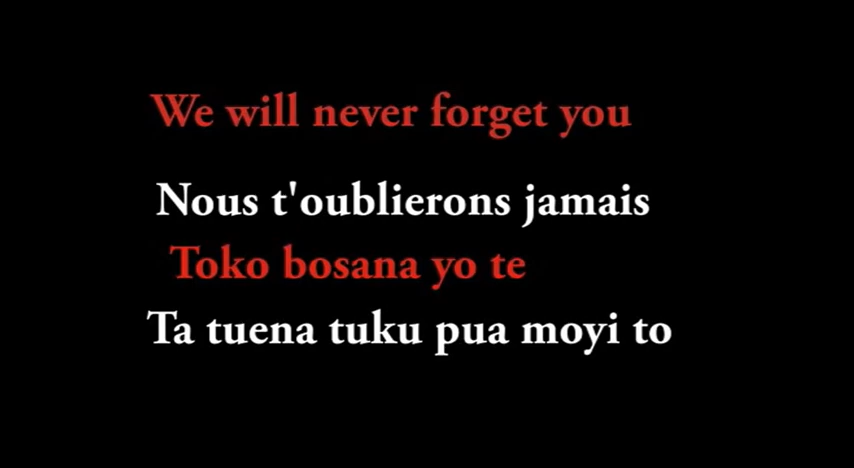 We will never forget you
Nous t'oublierons jamais
Toko bosana yo te
Ta tuena tuku pua moyi to